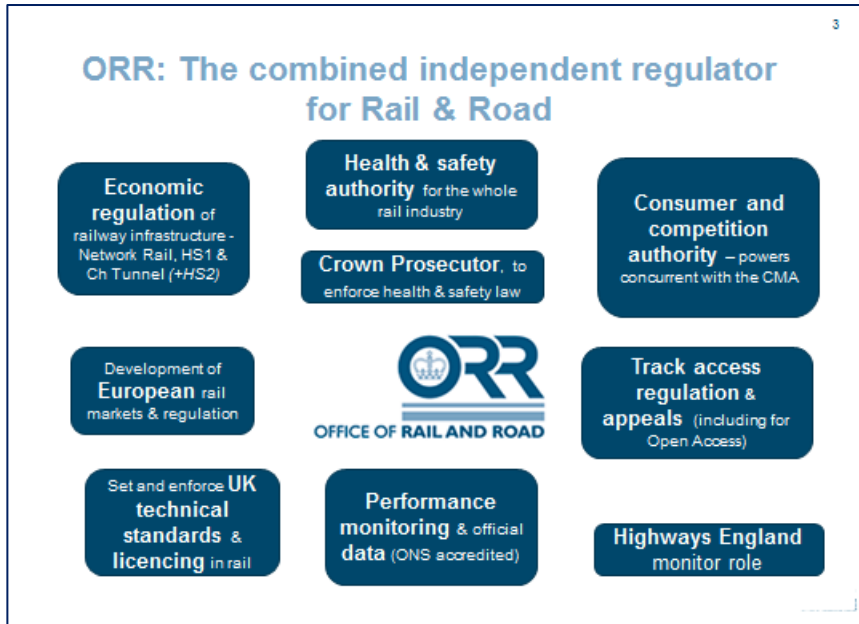 3
ORR: The combined independent regulator
for Rail & Road
Economic
regulation of
railway infrastructure -
Network Rail, HS1 &
Ch Tunnel (+HS2)
Health & safety
authority for the whole
rail industry
Crown Prosecutor, to
enforce health & safety law
Consumer and
competition
authority – powers
concurrent with the CMA
Development of
European rail
markets & regulation
ORR
OFFICE OF RAIL AND ROAD
Track access
regulation &
appeals (including for
Open Access)
Set and enforce UK
technical
standards &
licencing in rail
Performance
monitoring & official
data (ONS accredited)
Highways England
monitor role